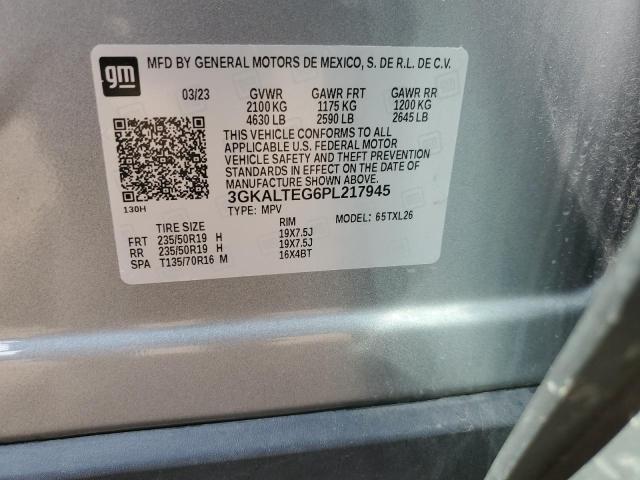 gm
MFD BY GENERAL MOTORS DE MEXICO, S. DE R.L. DE C.V.
03/23 GVWR GAWR FRT GAWR RR
2100 KG 1175 KG 1200 KG
4630 LB 2590 LB 2645 LB
THIS VEHICLE CONFORMS TO ALL
APPLICABLE U.S. FEDERAL MOTOR
VEHICLE SAFETY AND THEFT PREVENTION
STANDARDS IN EFFECT ON THE DATE OF
MANUFACTURE SHOWN ABOVE.
3GKALTEG6PL217945
130H
TYPE: MPV MODEL: 65TXL26
TIRE SIZE RIM
FRT 235/50R19 H 19X7.5J
RR 235/50R19 H 19X7.5J
SPA T135/70R16 M 16X4BT